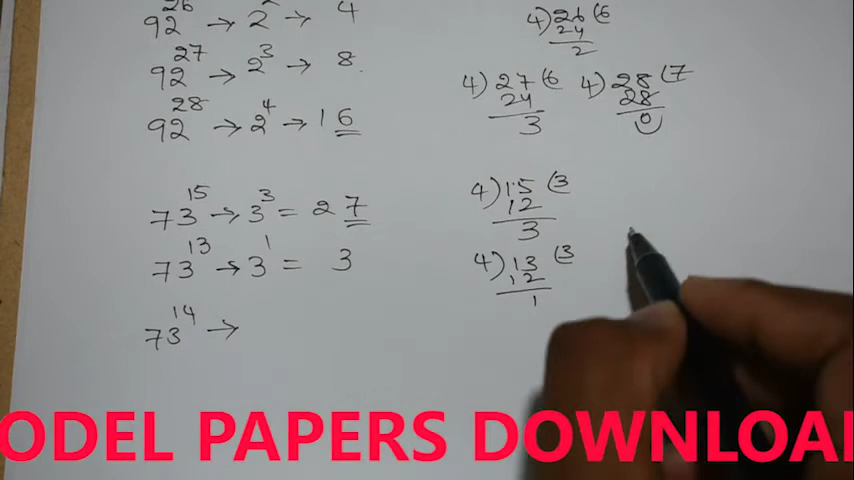 92^26 → 2^2 → 4
92^27 → 2^3 → 8
92^28 → 2^4 → 16
73^15 → 3^3 = 27
73^13 → 3^1 = 3
73^14 →
4)26(6
24
2
4)27(6
24
3
4)28(7
28
0
4)15(3
12
3
4)13(3
12
1
ODEL PAPERS DOWNLOA